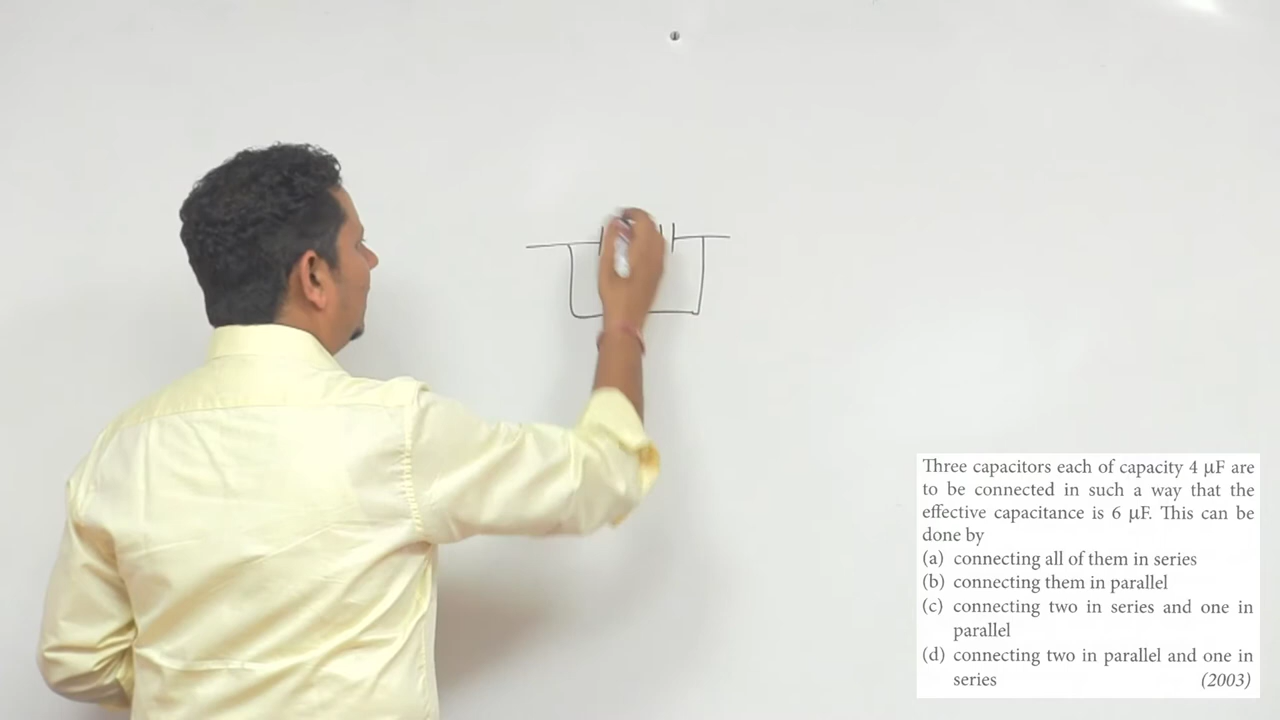 Three capacitors each of capacity 4 μF are
to be connected in such a way that the
effective capacitance is 6 μF. This can be
done by
(a) connecting all of them in series
(b) connecting them in parallel
(c) connecting two in series and one in
parallel
(d) connecting two in parallel and one in
series (2003)